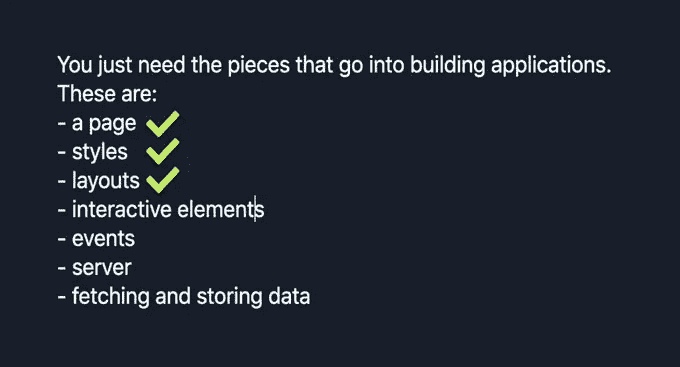 You just need the pieces that go into building applications.
These are:
- a page
- styles
- layouts
- interactive elements
- events
- server
- fetching and storing data